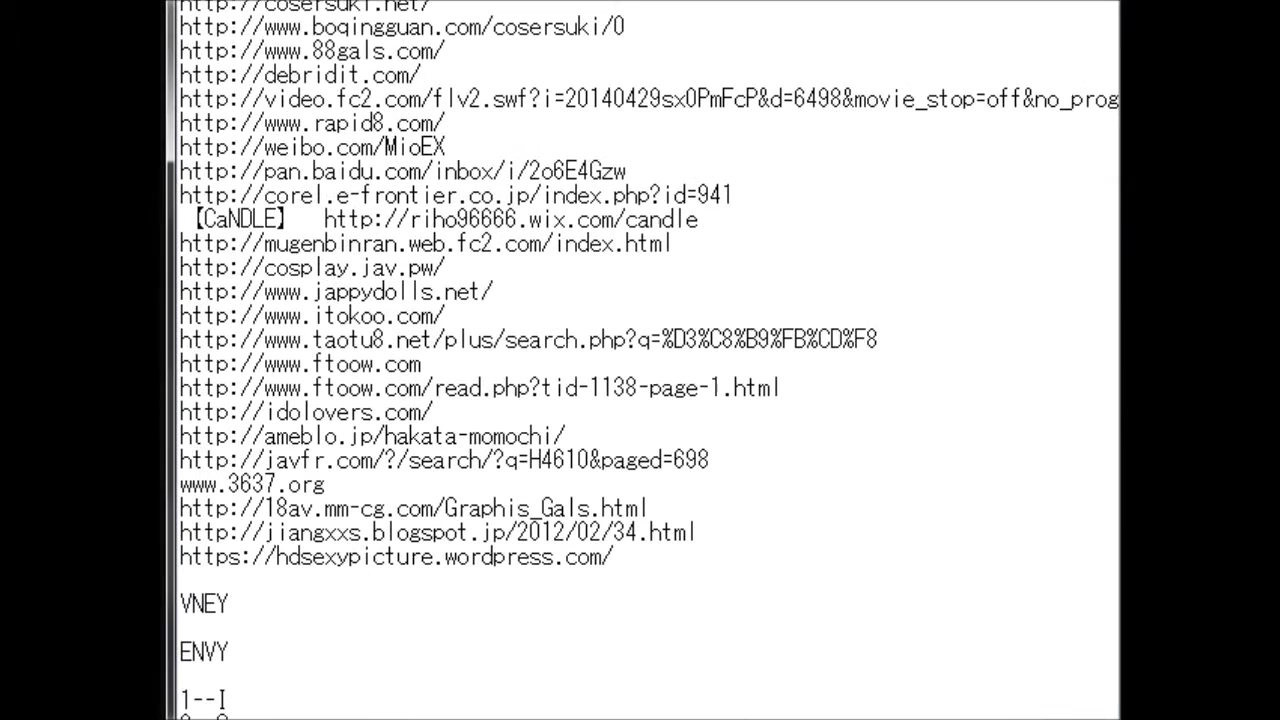 http://cosersuki.net/
http://www.boqingguan.com/cosersuki/0
http://www.88gals.com/
http://debridit.com/
http://video.fc2.com/flv2.swf?i=20140429sx0PmFcP&d=6498&movie_stop=off&no_prog
http://www.rapid8.com/
http://weibo.com/MioEX
http://pan.baidu.com/inbox/i/2o6E4Gzw
http://corel.e-frontier.co.jp/index.php?id=941
【CaNDLE】 http://riho96666.wix.com/candle
http://mugenbinran.web.fc2.com/index.html
http://cosplay.jav.pw/
http://www.jappydolls.net/
http://www.itokoo.com/
http://www.taotu8.net/plus/search.php?q=%D3%C8%B9%FB%CD%F8
http://www.ftoow.com
http://www.ftoow.com/read.php?tid-1138-page-1.html
http://idolovers.com/
http://ameblo.jp/hakata-momochi/
http://javfr.com/?/search/?q=H4610&paged=698
www.3637.org
http://18av.mm-cg.com/Graphis_Gals.html
http://jiangxxs.blogspot.jp/2012/02/34.html
https://hdsexypicture.wordpress.com/
VNEY
ENVY
1--I